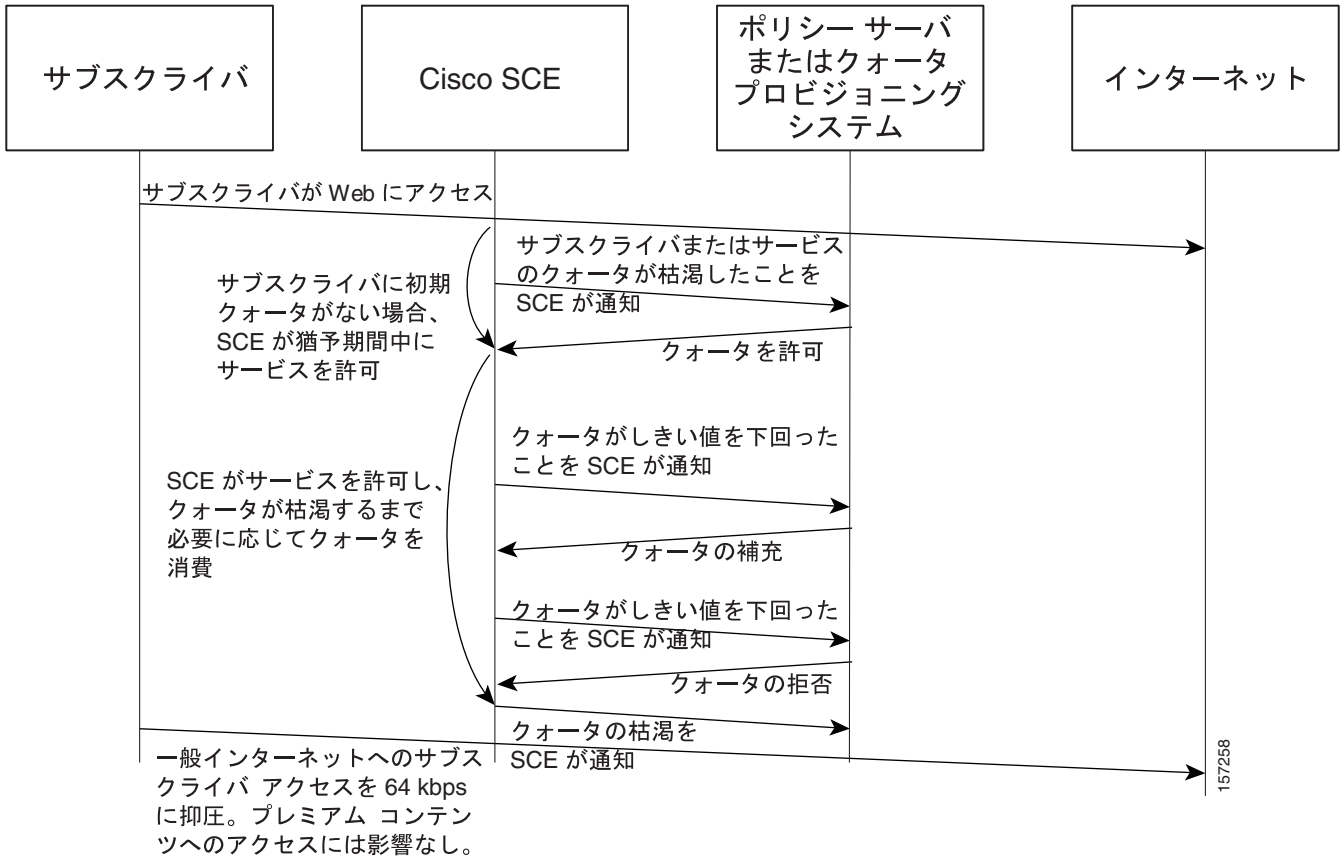 サブスクライバ
Cisco SCE
ポリシー サーバ
またはクォータ
プロビジョニング
システム
インターネット
サブスクライバが Web にアクセス
サブスクライバまたはサービス
のクォータが枯渇したことを
SCE が通知
サブスクライバに初期
クォータがない場合、
SCE が猶予期間中に
サービスを許可
クォータを許可
クォータがしきい値を下回った
ことを SCE が通知
SCE がサービスを許可し、
クォータが枯渇するまで
必要に応じてクォータを
消費
クォータの補充
クォータがしきい値を下回った
ことを SCE が通知
クォータの拒否
クォータの枯渇を
SCE が通知
一般インターネットへのサブス
クライバ アクセスを 64 kbps
に抑圧。プレミアム コンテン
ツへのアクセスには影響なし。
157258